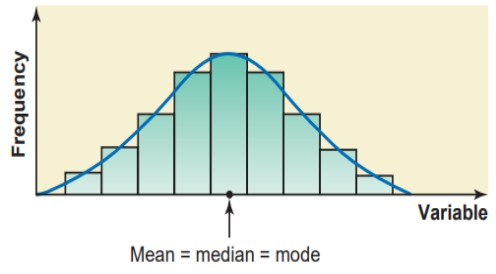 Frequency
Variable
Mean = median = mode